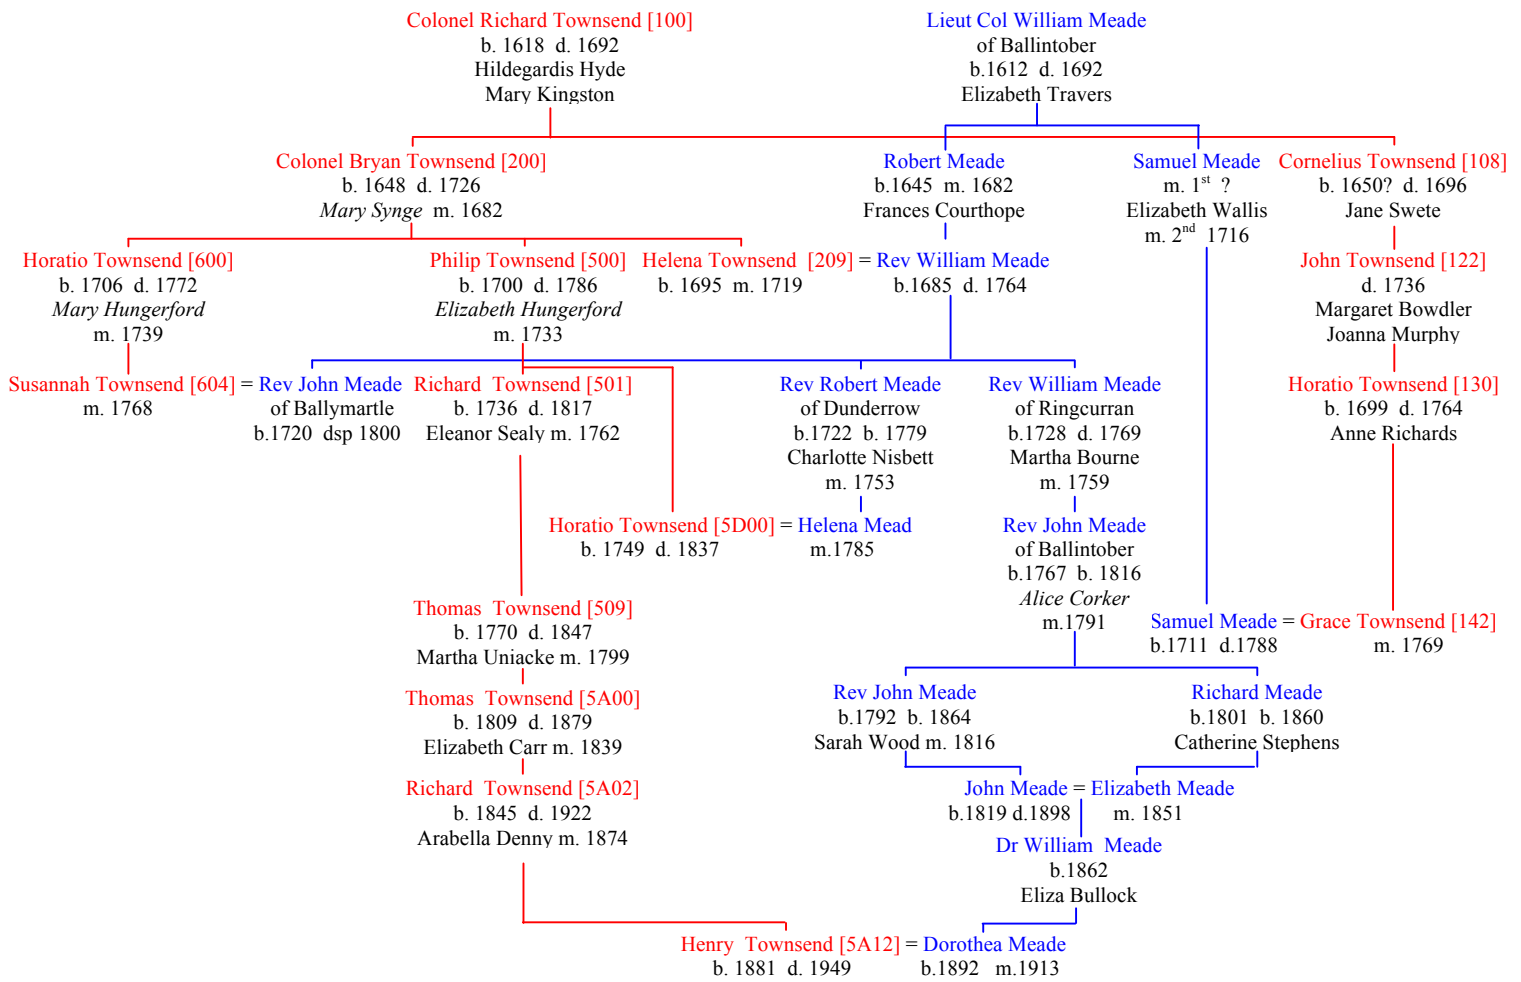 Colonel Richard Townsend [100]
b. 1618 d. 1692
Hildegardis Hyde
Mary Kingston
Lieut Col William Meade
of Ballintober
b.1612 d. 1692
Elizabeth Travers
Colonel Bryan Townsend [200]
b. 1648 d. 1726
Mary Synge m. 1682
Robert Meade
b.1645 m. 1682
Frances Courthope
Samuel Meade
m. 1st ?
Elizabeth Wallis
m. 2nd 1716
Cornelius Townsend [108]
b. 1650? d. 1696
Jane Swete
Horatio Townsend [600]
b. 1706 d. 1772
Mary Hungerford
m. 1739
Philip Townsend [500]
b. 1700 d. 1786
Elizabeth Hungerford
m. 1733
Helena Townsend [209] = Rev William Meade
b. 1695 m. 1719
b.1685 d. 1764
John Townsend [122]
d. 1736
Margaret Bowdler
Joanna Murphy
Susannah Townsend [604] = Rev John Meade
m. 1768
of Ballymartle
b.1720 dsp 1800
Richard Townsend [501]
b. 1736 d. 1817
Eleanor Sealy m. 1762
Rev Robert Meade
of Dunderrow
b.1722 b. 1779
Charlotte Nisbett
m. 1753
Rev William Meade
of Ringcurran
b.1728 d. 1769
Martha Bourne
m. 1759
Horatio Townsend [130]
b. 1699 d. 1764
Anne Richards
Horatio Townsend [5D00] = Helena Mead
b. 1749 d. 1837
m.1785
Rev John Meade
of Ballintober
b.1767 b. 1816
Alice Corker
m.1791
Thomas Townsend [509]
b. 1770 d. 1847
Martha Uniacke m. 1799
Samuel Meade = Grace Townsend [142]
b.1711 d.1788
m. 1769
Thomas Townsend [5A00]
b. 1809 d. 1879
Elizabeth Carr m. 1839
Rev John Meade
b.1792 b. 1864
Sarah Wood m. 1816
Richard Meade
b.1801 b. 1860
Catherine Stephens
Richard Townsend [5A02]
b. 1845 d. 1922
Arabella Denny m. 1874
John Meade = Elizabeth Meade
b.1819 d.1898
m. 1851
Dr William Meade
b.1862
Eliza Bullock
Henry Townsend [5A12] = Dorothea Meade
b. 1881 d. 1949
b.1892 m.1913